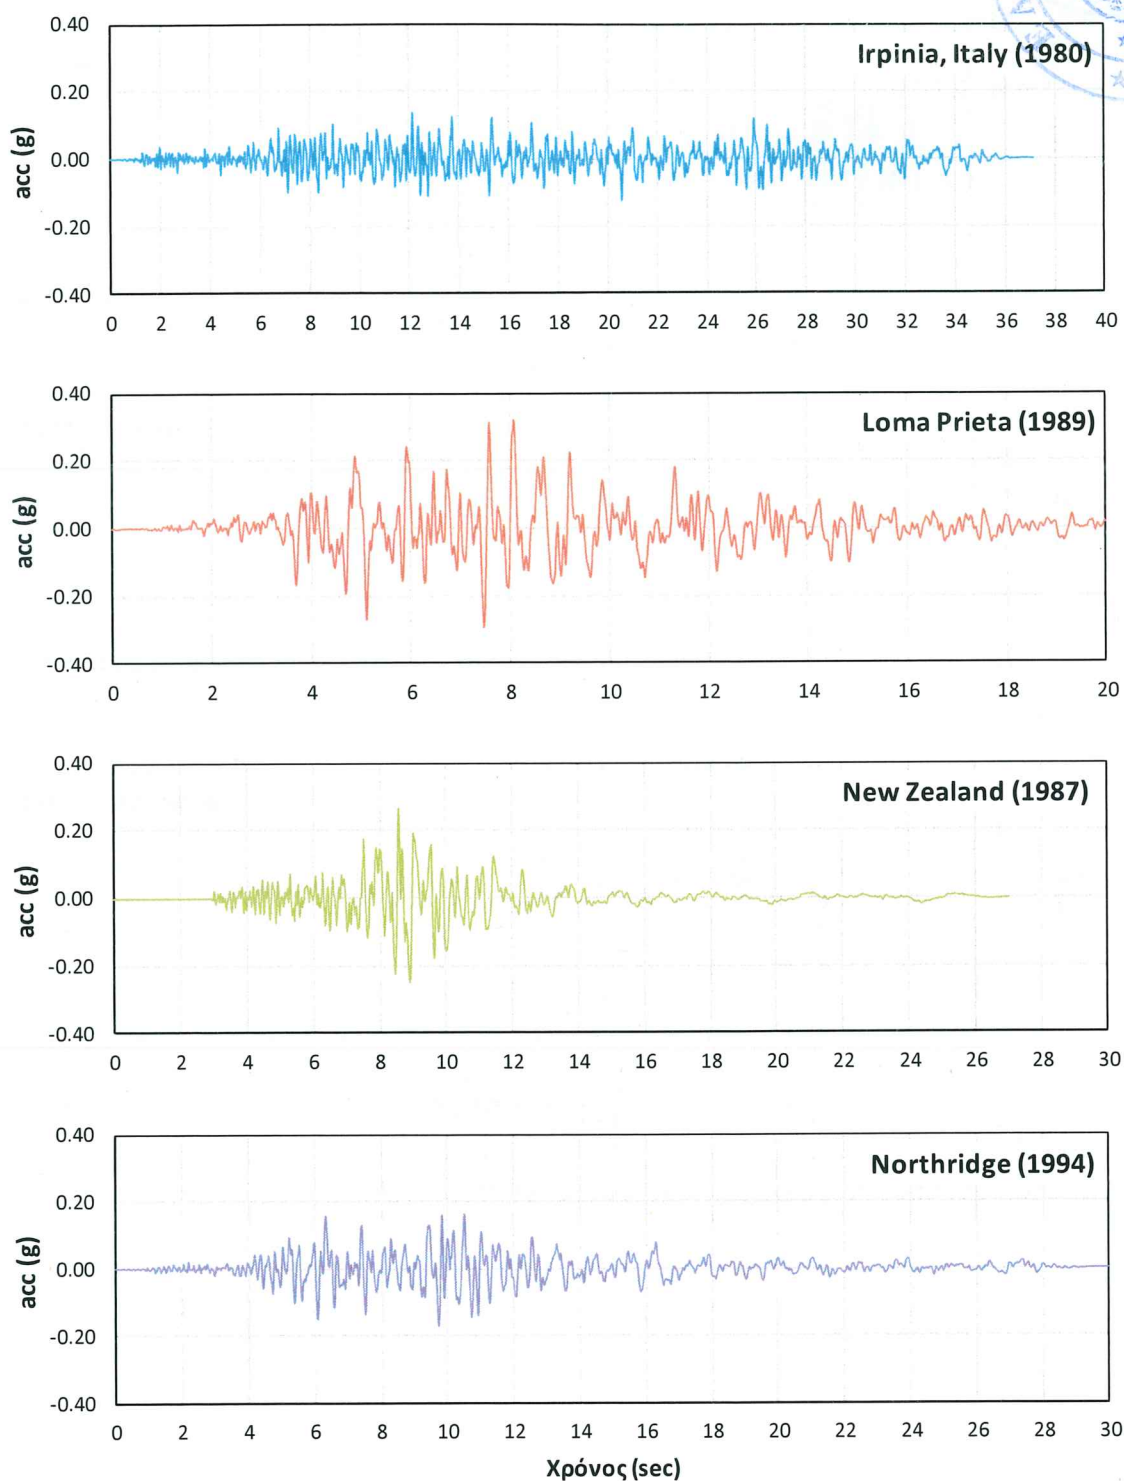 0.40
Irpinia, Italy (1980)
0.20
acc (g)
0.00
-0.20
-0.40
0 2 4 6 8 10 12 14 16 18 20 22 24 26 28 30 32 34 36 38 40
0.40
Loma Prieta (1989)
0.20
acc (g)
0.00
-0.20
-0.40
0 2 4 6 8 10 12 14 16 18 20
0.40
New Zealand (1987)
0.20
acc (g)
0.00
-0.20
-0.40
0 2 4 6 8 10 12 14 16 18 20 22 24 26 28 30
0.40
Northridge (1994)
0.20
acc (g)
0.00
-0.20
-0.40
0 2 4 6 8 10 12 14 16 18 20 22 24 26 28 30
Χρόνος (sec)